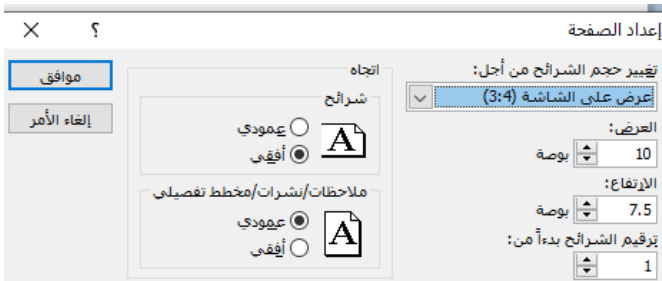 إعداد الصفحة
؟
تغيير حجم الشرائح من أجل:
عرض على الشاشة (3:4)
العرض:
10 بوصة
الارتفاع:
7.5 بوصة
ترقيم الشرائح بدءاً من:
1
اتجاه
شرائح
عمودي
أفقي
A
ملاحظات/نشرات/مخطط تفصيلي
عمودي
أفقي
A
موافق
إلغاء الأمر